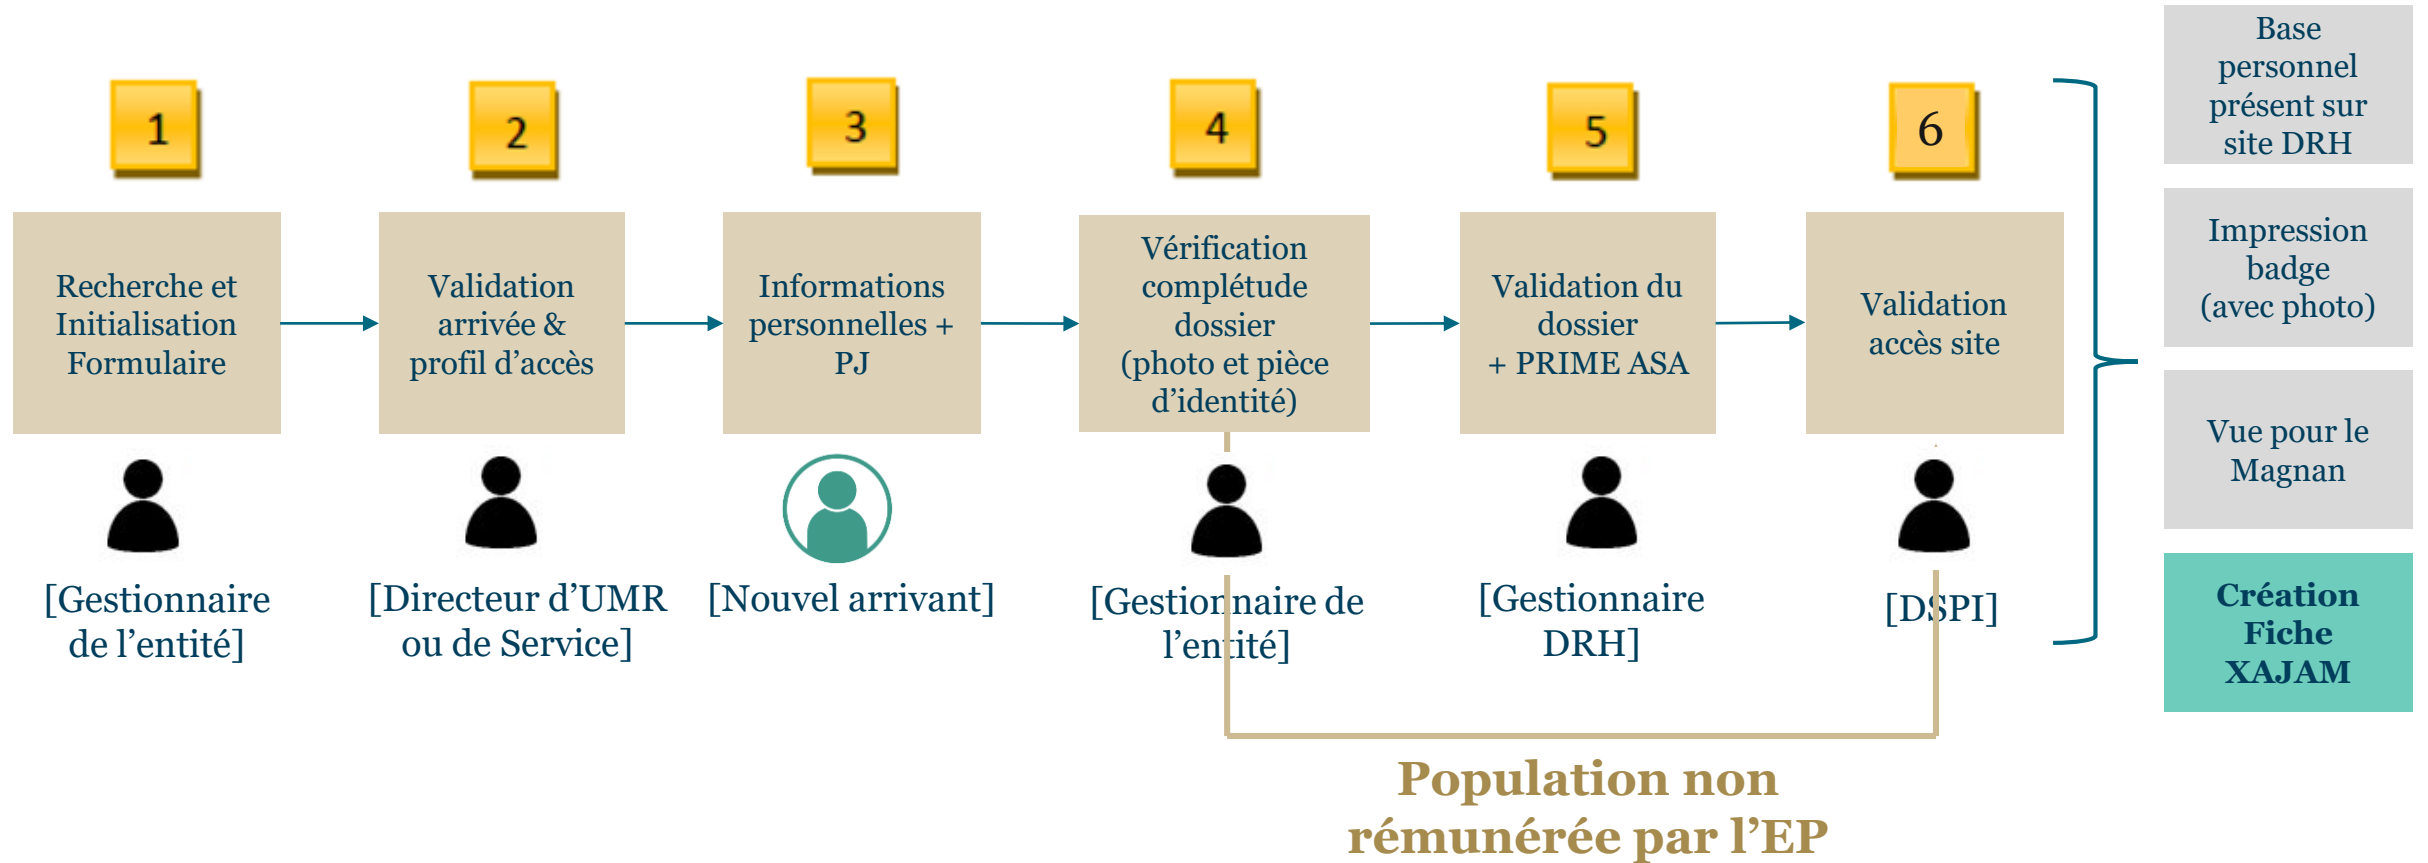 1
Recherche et
Initialisation
Formulaire
[Gestionnaire
de l’entité]
2
Validation
arrivée &
profil d’accès
[Directeur d’UMR
ou de Service]
3
Informations
personnelles +
PJ
[Nouvel arrivant]
4
Vérification
complétude
dossier
(photo et pièce
d’identité)
[Gestionnaire de
l’entité]
5
Validation du
dossier
+ PRIME ASA
[Gestionnaire
DRH]
6
Validation
accès site
[DSPI]
Population non
rémunérée par l’EP
Base
personnel
présent sur
site DRH
Impression
badge
(avec photo)
Vue pour le
Magnan
Création
Fiche
XAJAM